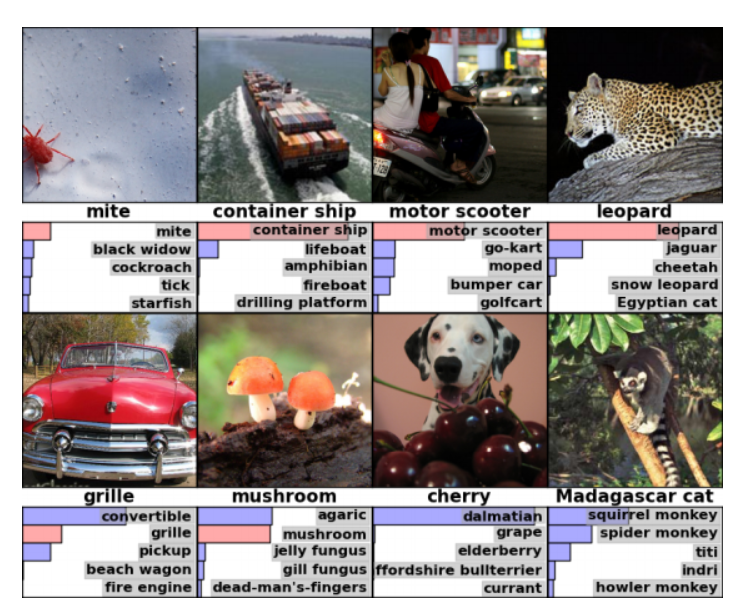 mite
container ship
motor scooter
leopard
mite
black widow
cockroach
tick
starfish
container ship
lifeboat
amphibian
fireboat
drilling platform
motor scooter
go-kart
moped
bumper car
golfcart
leopard
jaguar
cheetah
snow leopard
Egyptian cat
grille
mushroom
cherry
Madagascar cat
convertible
grille
pickup
beach wagon
fire engine
agaric
mushroom
jelly fungus
gill fungus
dead-man's-fingers
dalmatian
grape
elderberry
ffordshire bullterrier
currant
squirrel monkey
spider monkey
titi
indri
howler monkey